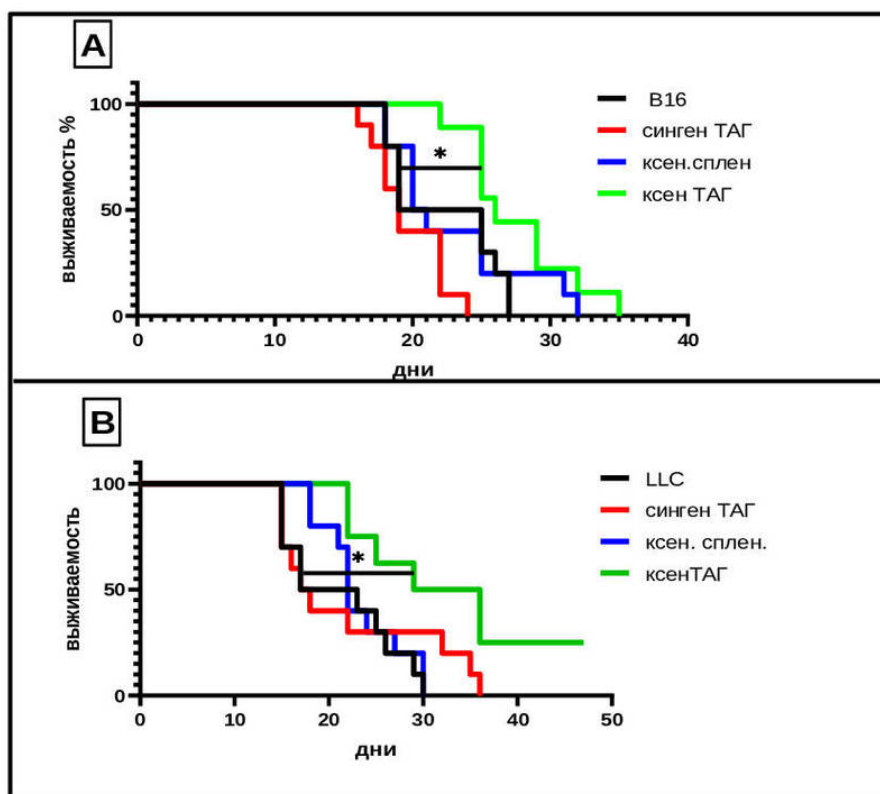 A
выживаемость %
100
50
0
0
10
20
30
40
дни
*
B16
синген ТАГ
ксен.сплен
ксен ТАГ
B
выживаемость
100
50
0
0
10
20
30
40
50
дни
*
LLC
синген ТАГ
ксен. сплен.
ксенТАГ